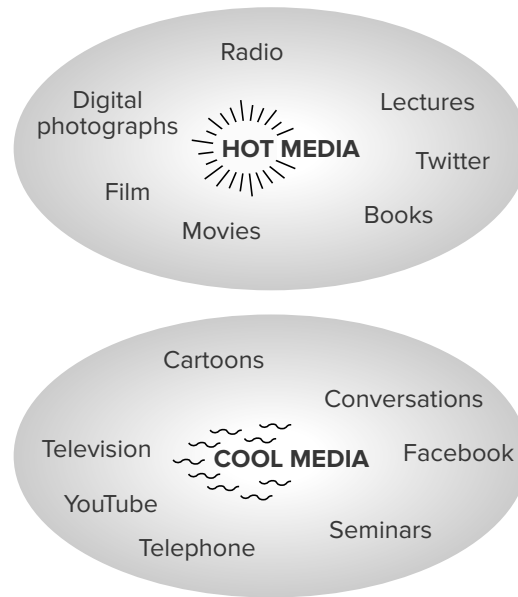 Radio
Digital
photographs
Lectures
HOT MEDIA
Twitter
Film
Books
Movies
Cartoons
Conversations
Television
COOL MEDIA
Facebook
YouTube
Seminars
Telephone